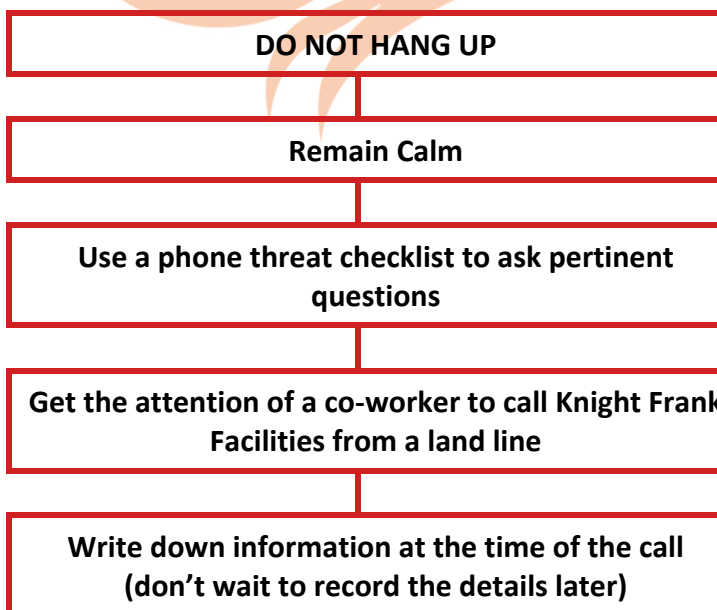 DO NOT HANG UP
Remain Calm
Use a phone threat checklist to ask pertinent
questions
Get the attention of a co-worker to call Knight Frank
Facilities from a land line
Write down information at the time of the call
(don’t wait to record the details later)